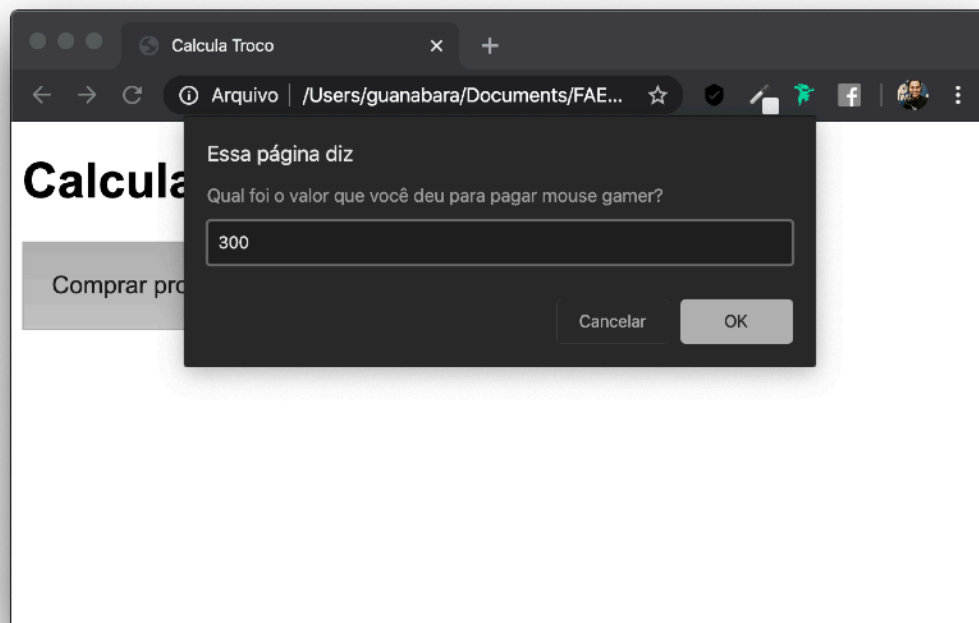 Calcula Troco
Arquivo | /Users/guanabara/Documents/FAE...
Essa página diz
Calcula
Qual foi o valor que você deu para pagar mouse gamer?
300
Comprar pro
Cancelar OK